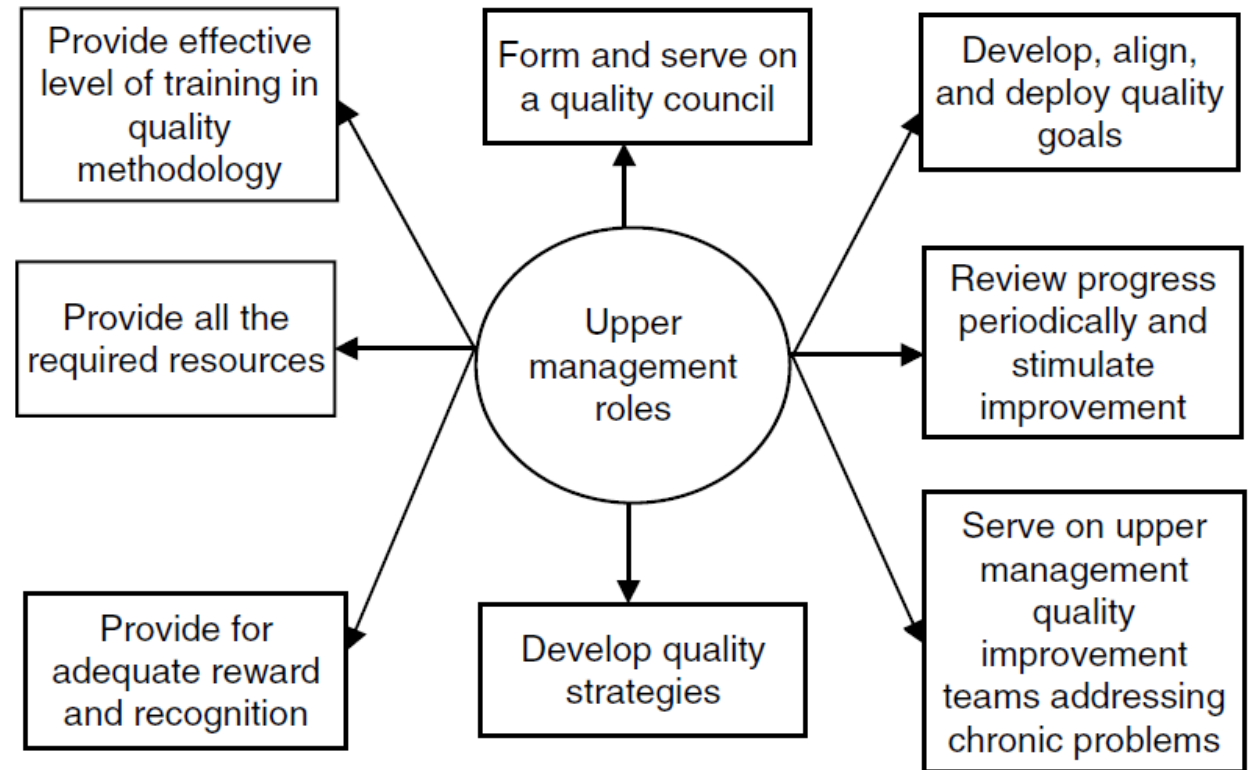 Provide effective
level of training in
quality
methodology
Form and serve on
a quality council
Develop, align,
and deploy quality
goals
Provide all the
required resources
Upper
management
roles
Review progress
periodically and
stimulate
improvement
Provide for
adequate reward
and recognition
Develop quality
strategies
Serve on upper
management
quality
improvement
teams addressing
chronic problems